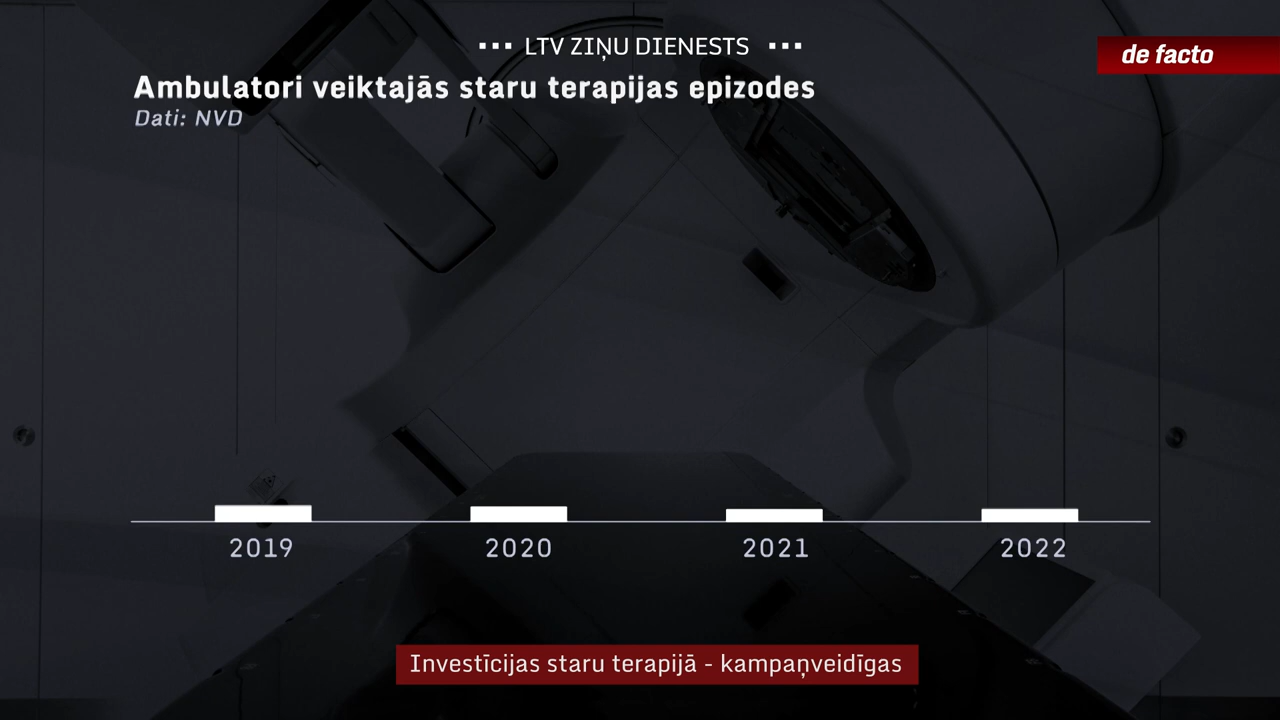 LTV ZIŅU DIENESTS
de facto
Ambulatori veiktajās staru terapijas epizodes
Dati: NVD
2019 2020 2021 2022
Investīcijas staru terapijā - kampaņveidīgas